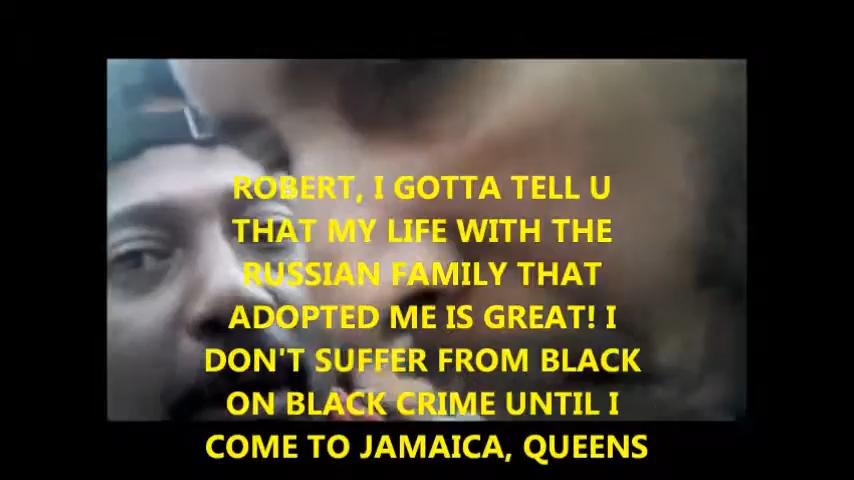 ROBERT, I GOTTA TELL U
THAT MY LIFE WITH THE
RUSSIAN FAMILY THAT
ADOPTED ME IS GREAT! I
DON'T SUFFER FROM BLACK
ON BLACK CRIME UNTIL I
COME TO JAMAICA, QUEENS